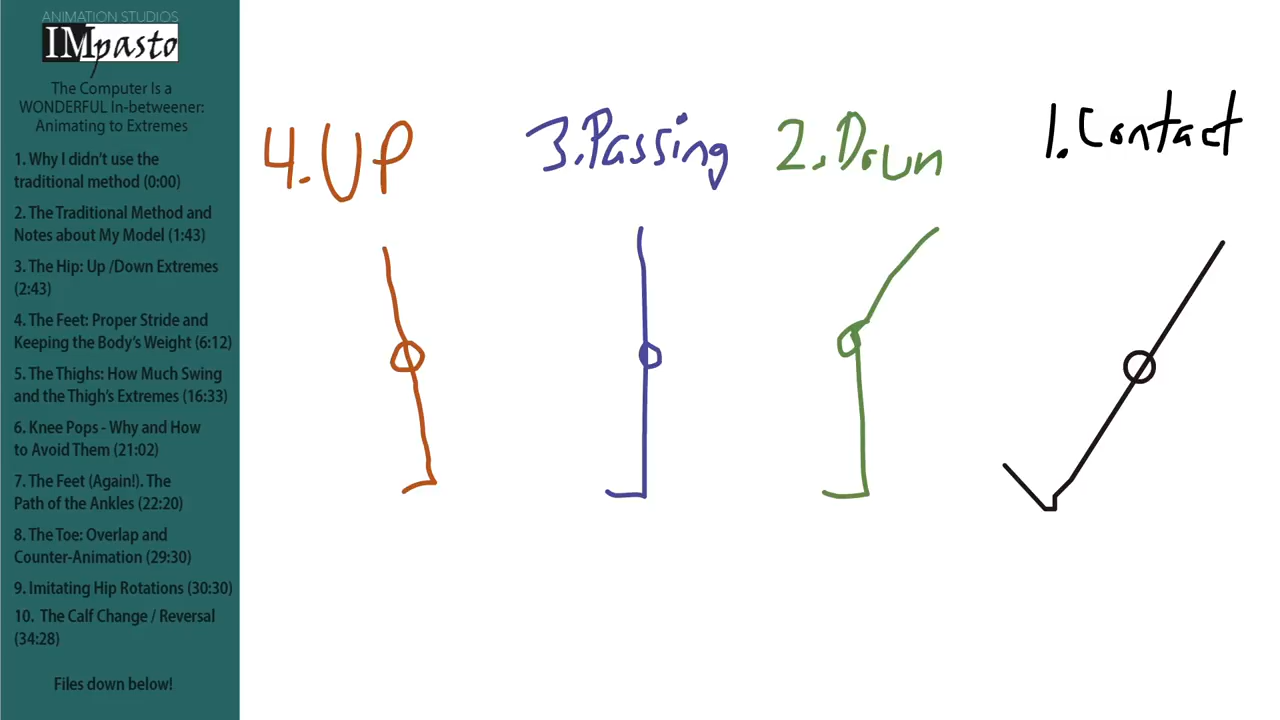 ANIMATION STUDIOS
IMpasto
The Computer Is a
WONDERFUL In-betweener:
Animating to Extremes
1. Why I didn't use the
traditional method (0:00)
2. The Traditional Method and
Notes about My Model (1:43)
3. The Hip: Up /Down Extremes
(2:43)
4. The Feet: Proper Stride and
Keeping the Body's Weight (6:12)
5. The Thighs: How Much Swing
and the Thigh's Extremes (16:33)
6. Knee Pops - Why and How
to Avoid Them (21:02)
7. The Feet (Again!). The
Path of the Ankles (22:20)
8. The Toe: Overlap and
Counter-Animation (29:30)
9. Imitating Hip Rotations (30:30)
10. The Calf Change / Reversal
(34:28)
Files down below!
4. UP
3. Passing
2. Down
1. Contact